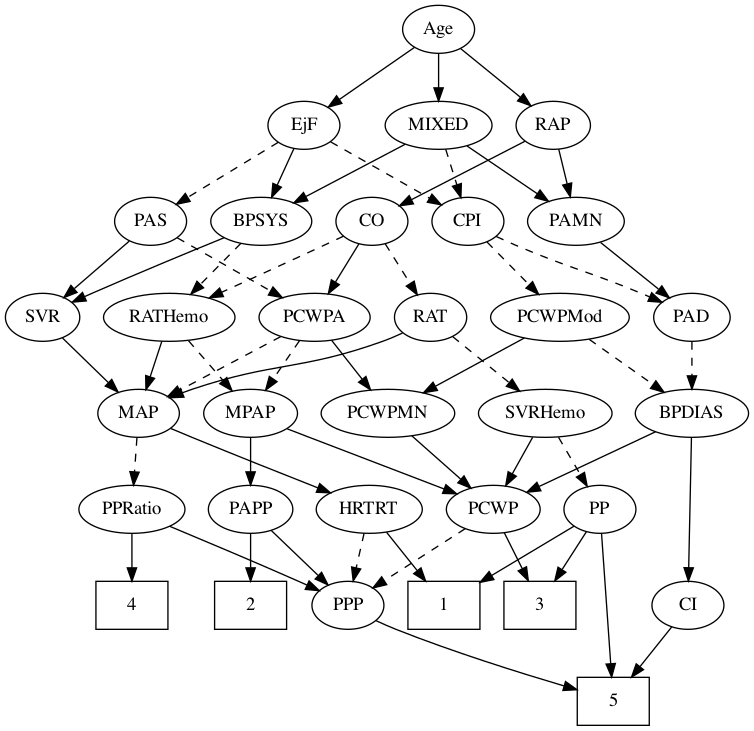 Age
EjF MIXED RAP
PAS BPSYS CO CPI PAMN
SVR RATHemo PCWPA RAT PCWPMod PAD
MAP MPAP PCWPMN SVRHemo BPDIAS
PPRatio PAPP HRTRT PCWP PP
4 2 PPP 1 3 CI
5